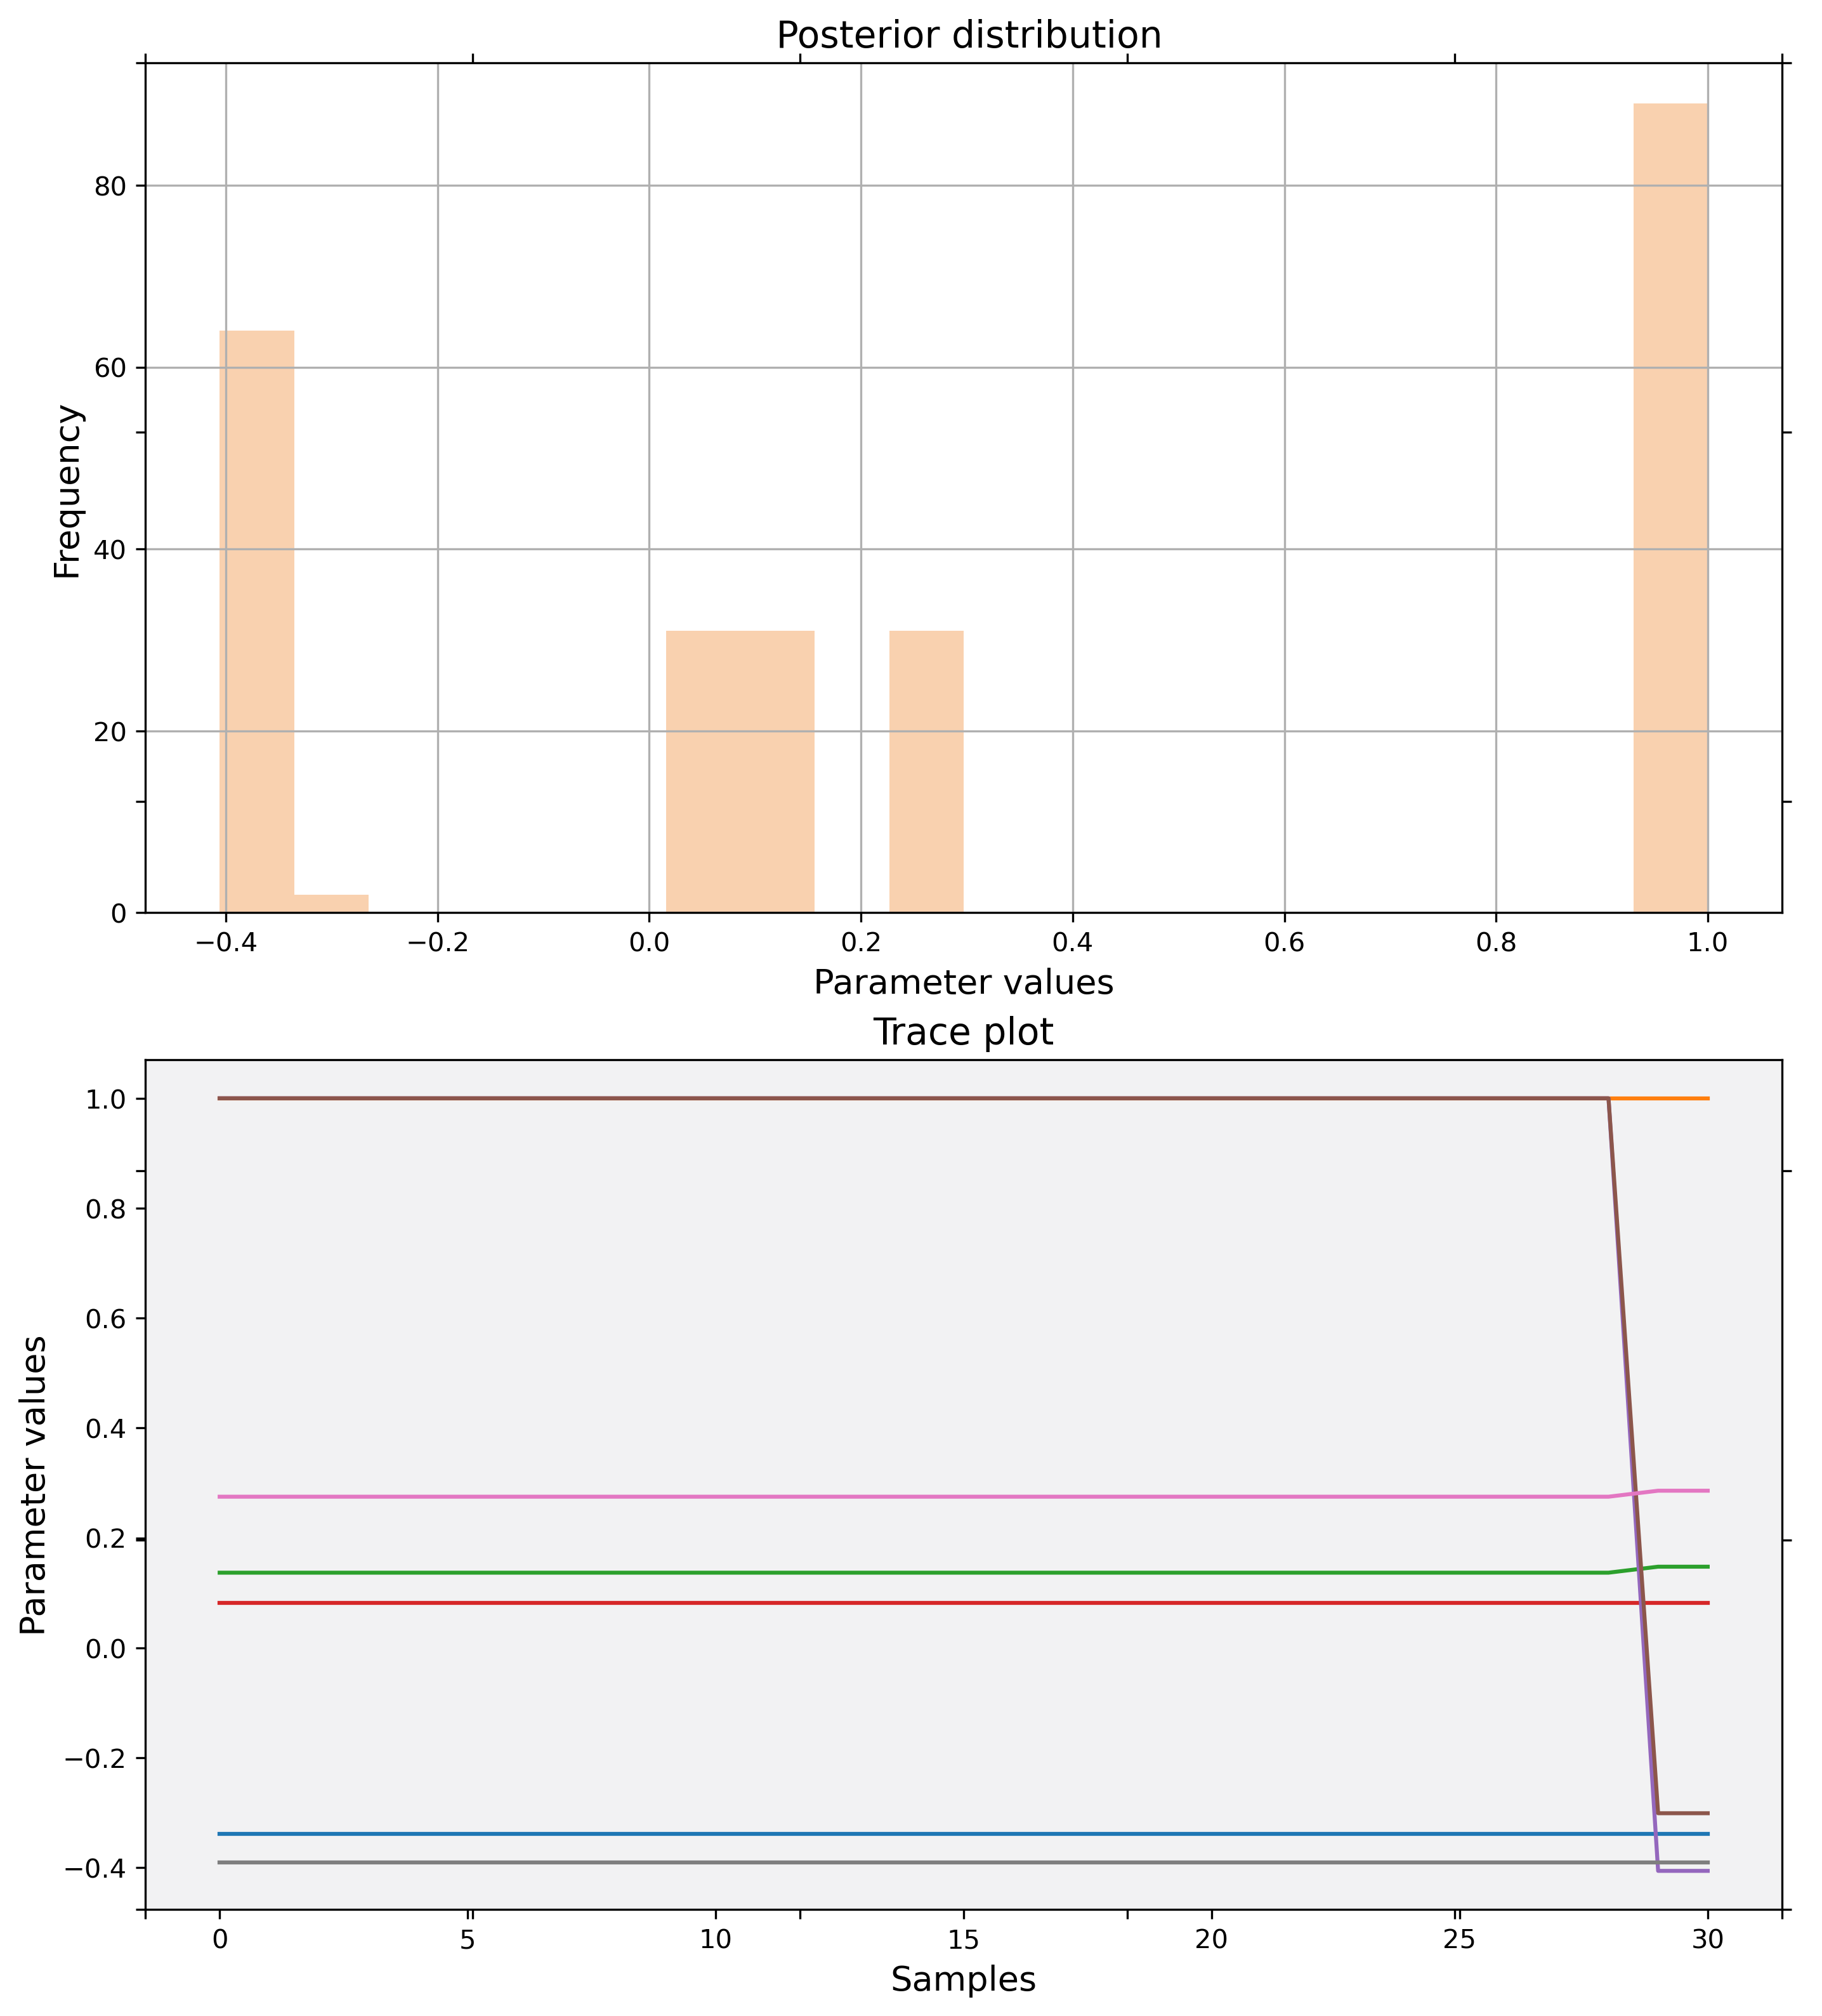 Posterior distribution
Frequency
80
60
40
20
0
−0.4 −0.2 0.0 0.2 0.4 0.6 0.8 1.0
Parameter values
Trace plot
Parameter values
1.0
0.8
0.6
0.4
0.2
0.0
−0.2
−0.4
0 5 10 15 20 25 30
Samples